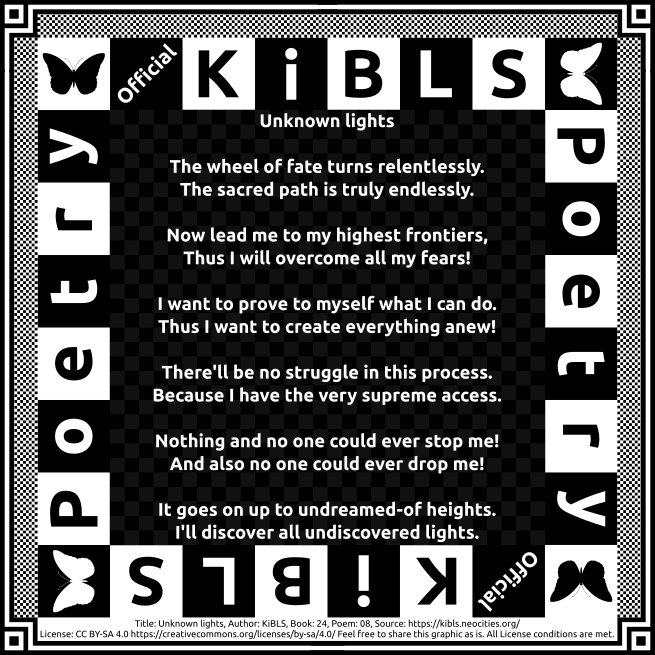 Official KiBLS
Poetry
Poetry
Unknown lights
The wheel of fate turns relentlessly.
The sacred path is truly endlessly.
Now lead me to my highest frontiers,
Thus I will overcome all my fears!
I want to prove to myself what I can do.
Thus I want to create everything anew!
There'll be no struggle in this process.
Because I have the very supreme access.
Nothing and no one could ever stop me!
And also no one could ever drop me!
It goes on up to undreamed-of heights.
I'll discover all undiscovered lights.
Official KiBLS
Title: Unknown lights, Author: KiBLS, Book: 24, Poem: 08, Source: https://kibls.neocities.org/
License: CC BY-SA 4.0 https://creativecommons.org/licenses/by-sa/4.0/ Feel free to share this graphic as is. All License conditions are met.